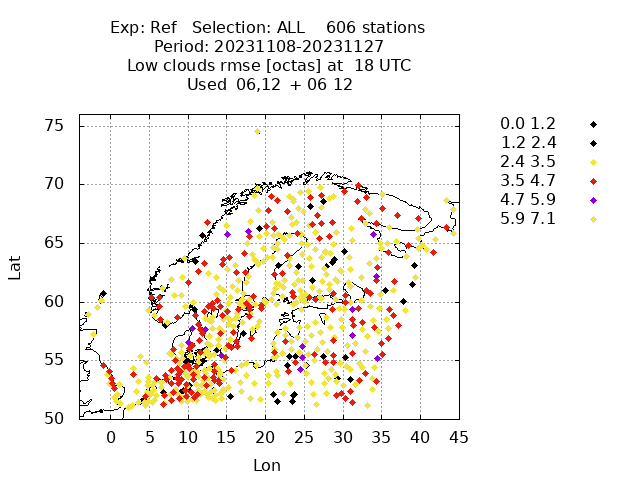 Exp: Ref   Selection: ALL    606 stations
Period: 20231108-20231127
Low clouds rmse [octas] at  18 UTC
Used  06,12  + 06 12
75
70
65
60
55
50
Lat
0 5 10 15 20 25 30 35 40 45
Lon
0.0 1.2
1.2 2.4
2.4 3.5
3.5 4.7
4.7 5.9
5.9 7.1